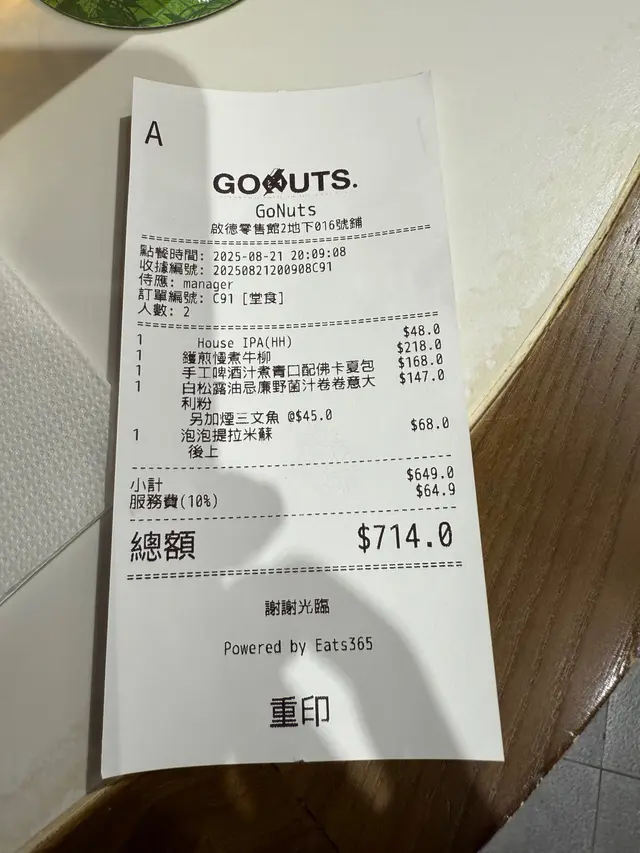 A
GONUTS.
GoNuts
啟德零售館2地下016號鋪
點餐時間: 2025-08-21 20:09:08
收據編號: 20250821200908C91
侍應: manager
訂單編號: C91 [堂食]
人數: 2
1 House IPA(HH) $48.0
1 鑊煎慢煮牛柳 $218.0
1 手工啤酒汁煮青口配佛卡夏包 $168.0
1 白松露油忌廉野菌汁卷卷意大 $147.0
利粉
另加煙三文魚 @$45.0
1 泡泡提拉米蘇 $68.0
後上
小計 $649.0
服務費(10%) $64.9
總額 $714.0
謝謝光臨
Powered by Eats365
重印